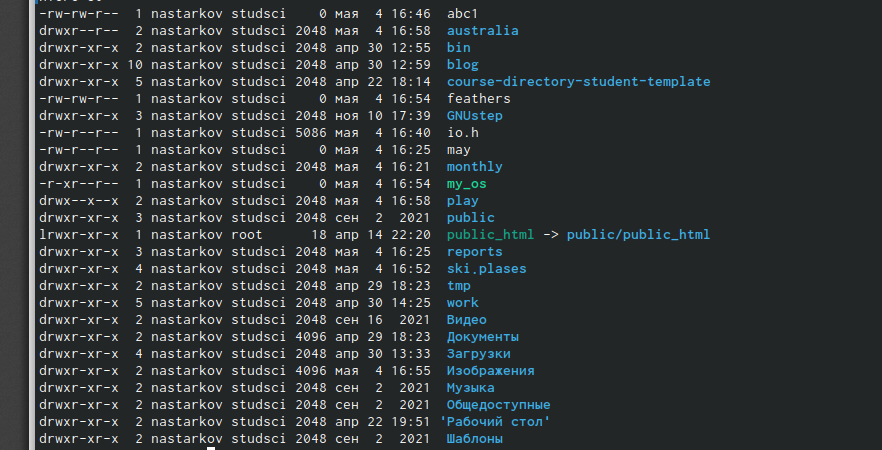 -rw-rw-r--  1 nastarkov studsci    0 мая  4 16:46  abc1
drwxr--r--  2 nastarkov studsci 2048 мая  4 16:58  australia
drwxr-xr-x  2 nastarkov studsci 2048 апр 30 12:55  bin
drwxr-xr-x 10 nastarkov studsci 2048 апр 30 12:59  blog
drwxr-xr-x  5 nastarkov studsci 2048 апр 22 18:14  course-directory-student-template
-rw-rw-r--  1 nastarkov studsci    0 мая  4 16:54  feathers
drwxr-xr-x  3 nastarkov studsci 2048 ноя 10 17:39  GNUstep
-rw-r--r--  1 nastarkov studsci 5086 мая  4 16:40  io.h
-rw-r--r--  1 nastarkov studsci    0 мая  4 16:25  may
drwxr-xr-x  2 nastarkov studsci 2048 мая  4 16:21  monthly
-r-xr--r--  1 nastarkov studsci    0 мая  4 16:54  my_os
drwx--x--x  2 nastarkov studsci 2048 мая  4 16:58  play
drwxr-xr-x  3 nastarkov studsci 2048 сен  2  2021  public
lrwxr-xr-x  1 nastarkov root      18 апр 14 22:20  public_html -> public/public_html
drwxr-xr-x  3 nastarkov studsci 2048 мая  4 16:25  reports
drwxr-xr-x  4 nastarkov studsci 2048 мая  4 16:52  ski.plases
drwxr-xr-x  2 nastarkov studsci 2048 апр 29 18:23  tmp
drwxr-xr-x  5 nastarkov studsci 2048 апр 30 14:25  work
drwxr-xr-x  2 nastarkov studsci 2048 сен 16  2021  Видео
drwxr-xr-x  2 nastarkov studsci 4096 апр 29 18:23  Документы
drwxr-xr-x  4 nastarkov studsci 2048 апр 30 13:33  Загрузки
drwxr-xr-x  2 nastarkov studsci 4096 мая  4 16:55  Изображения
drwxr-xr-x  2 nastarkov studsci 2048 сен  2  2021  Музыка
drwxr-xr-x  2 nastarkov studsci 2048 сен  2  2021  Общедоступные
drwxr-xr-x  2 nastarkov studsci 2048 апр 22 19:51 'Рабочий стол'
drwxr-xr-x  2 nastarkov studsci 2048 сен  2  2021  Шаблоны